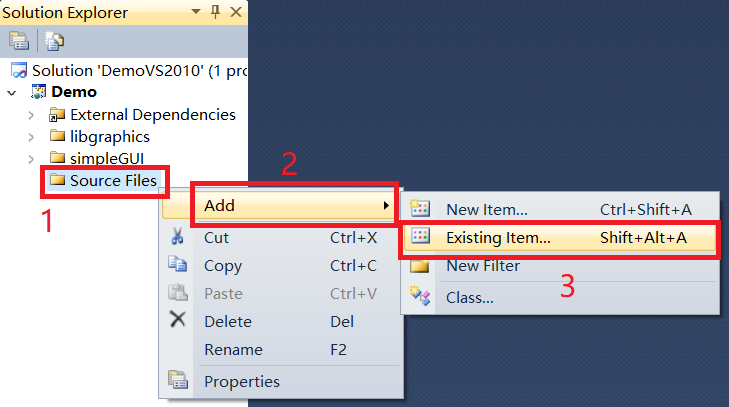 Solution Explorer
Solution 'DemoVS2010' (1 pro
Demo
External Dependencies
libgraphics
simpleGUI
Source Files
1
2
Add
Cut Ctrl+X
Copy Ctrl+C
Paste Ctrl+V
Delete Del
Rename F2
Properties
New Item... Ctrl+Shift+A
Existing Item... Shift+Alt+A
New Filter
3
Class...